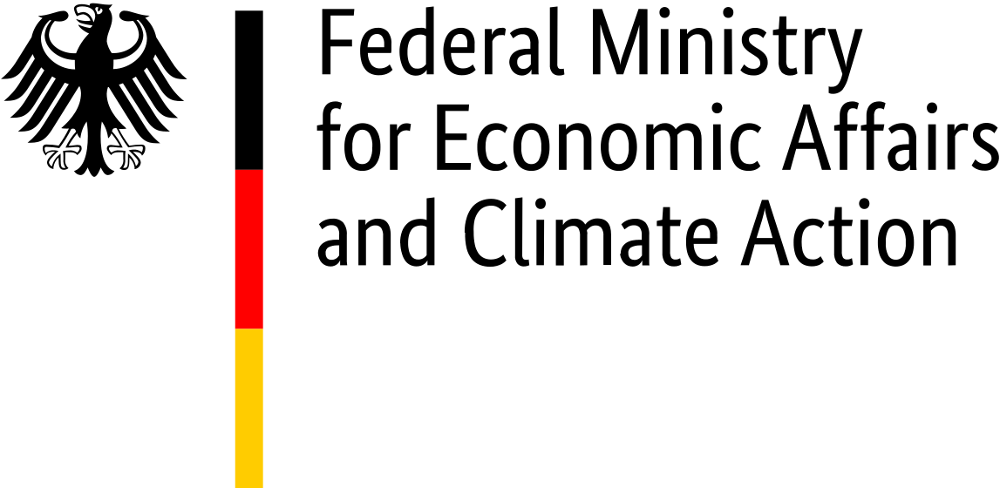 Federal Ministry
for Economic Affairs
and Climate Action